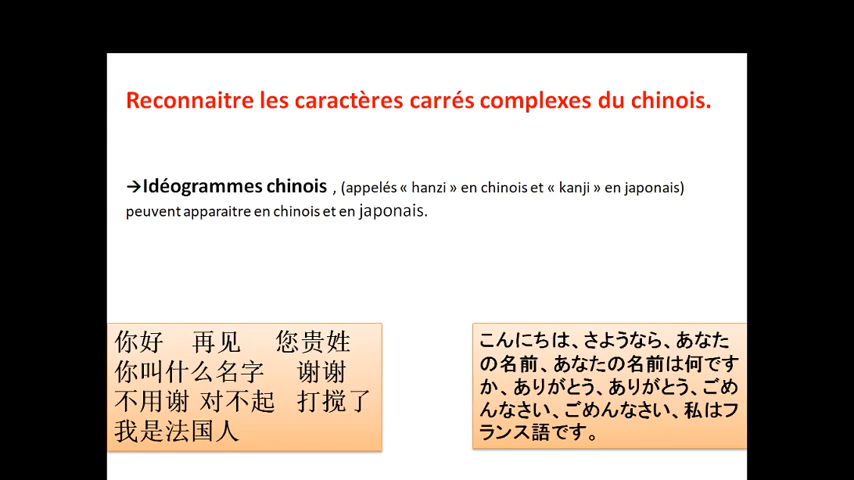 Reconnaitre les caractères carrés complexes du chinois.
→Idéogrammes chinois , (appelés « hanzi » en chinois et « kanji » en japonais)
peuvent apparaitre en chinois et en japonais.
你好 再见 您贵姓
你叫什么名字 谢谢
不用谢 对不起 打搅了
我是法国人
こんにちは、さようなら、あなた
の名前、あなたの名前は何です
か、ありがとう、ありがとう、ごめ
んなさい、ごめんなさい、私はフ
ランス語です。